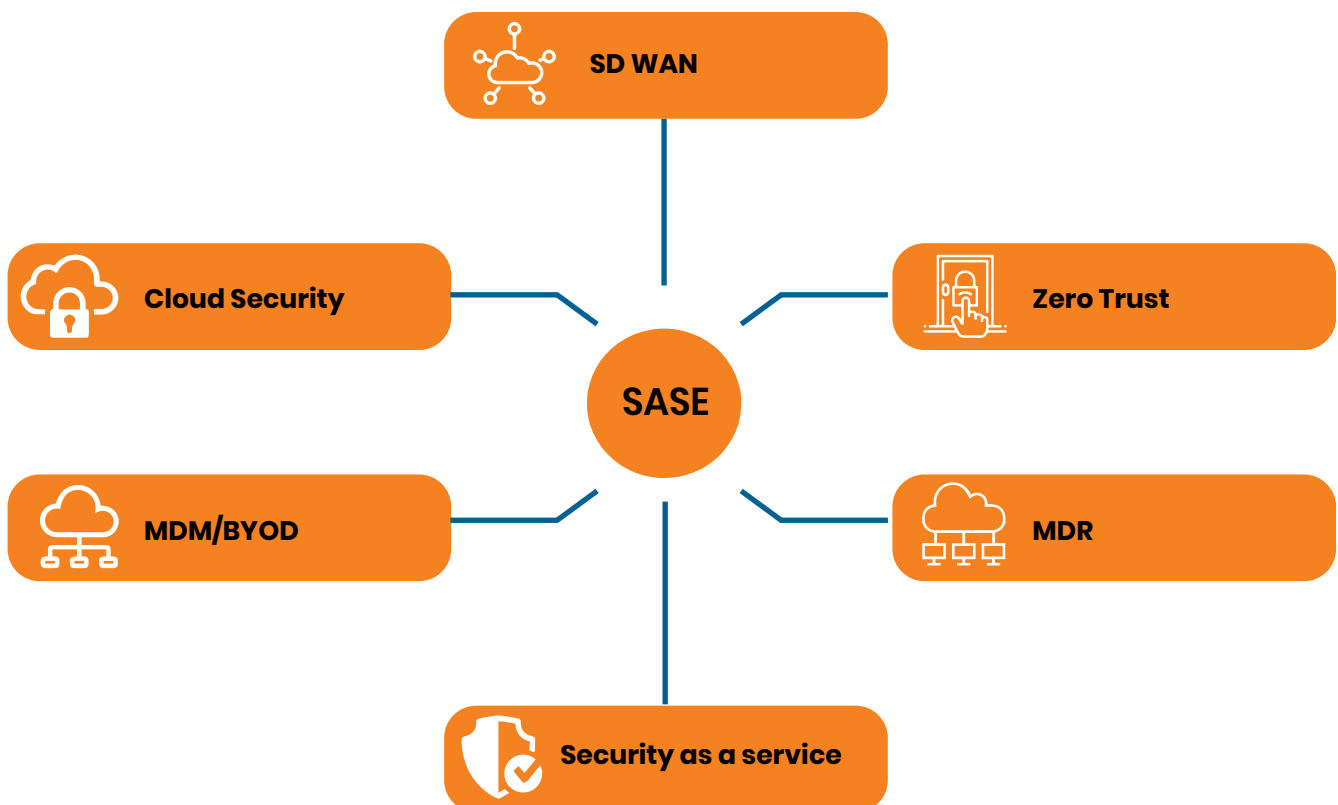 SD WAN
Cloud Security
Zero Trust
SASE
MDM/BYOD
MDR
Security as a service